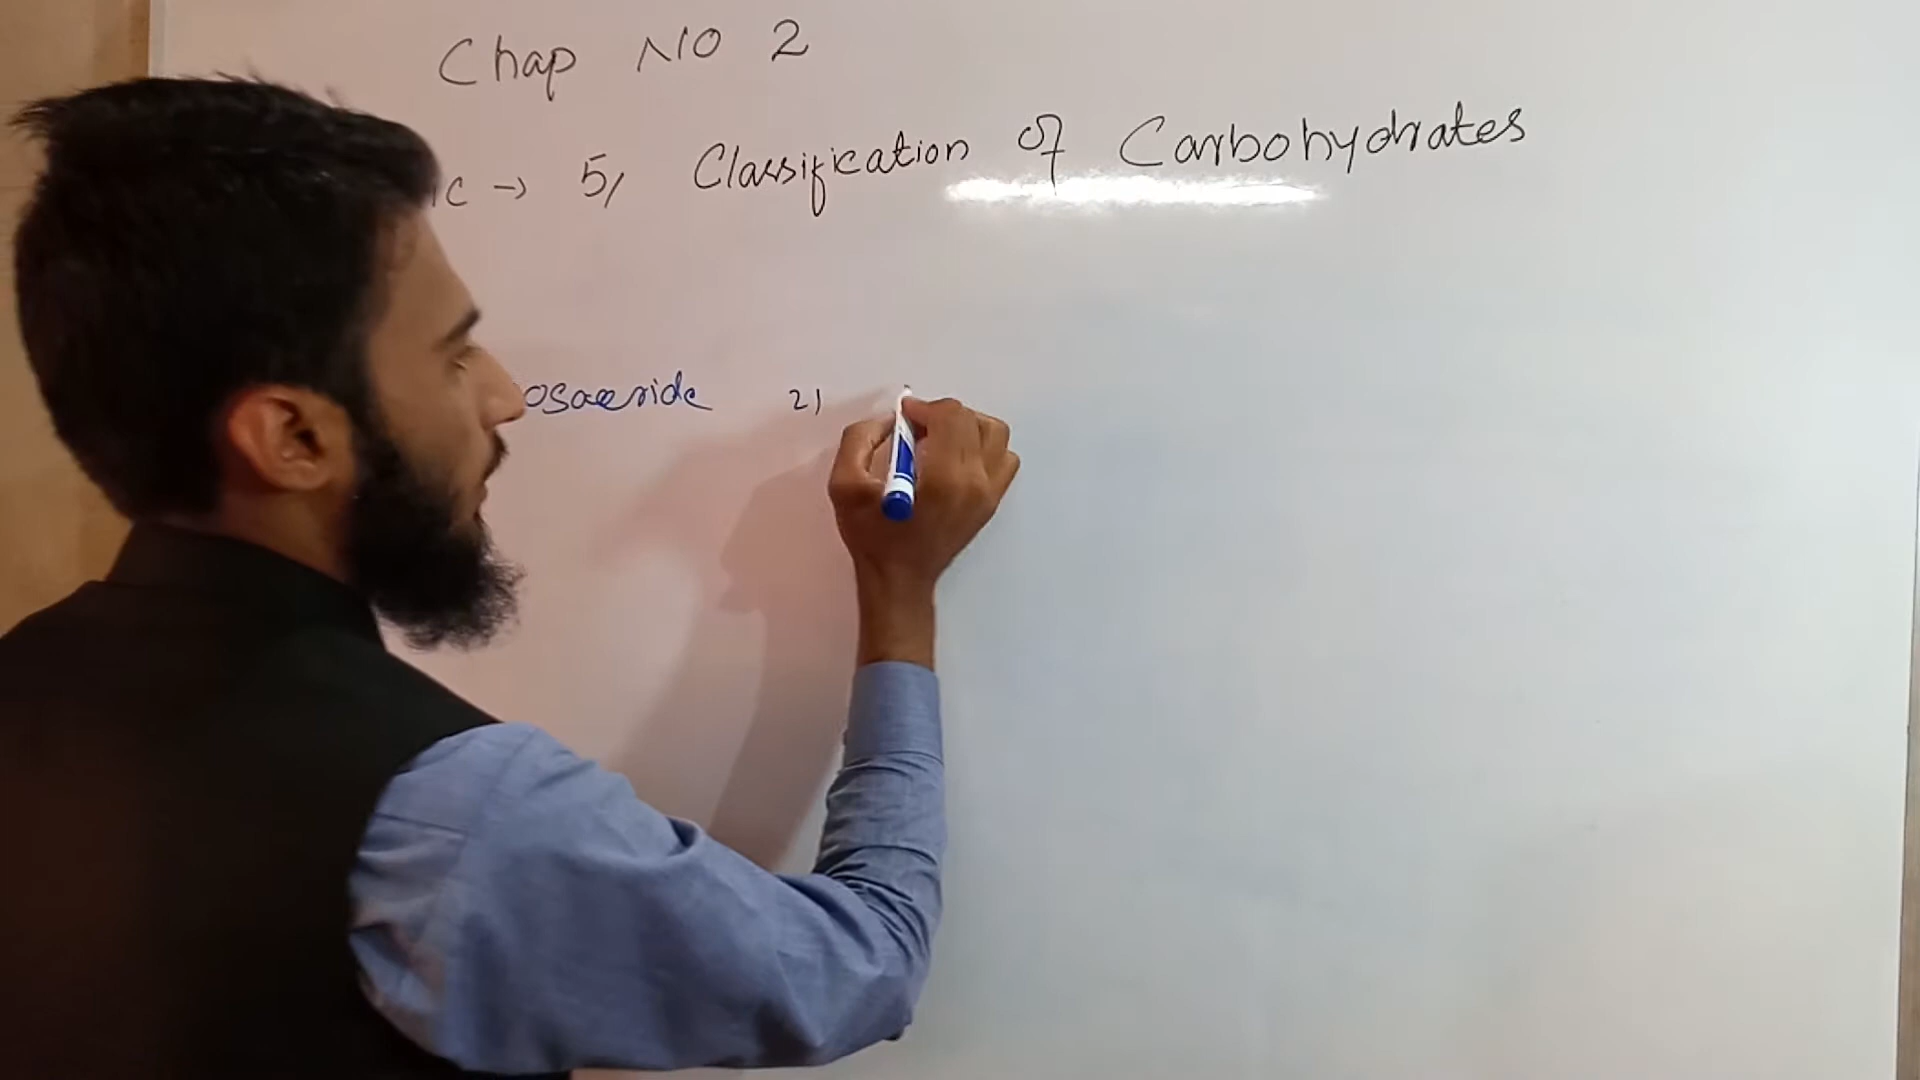 Chap NO 2
ic → 5, Classification of Carbohydrates
osaccride 2)